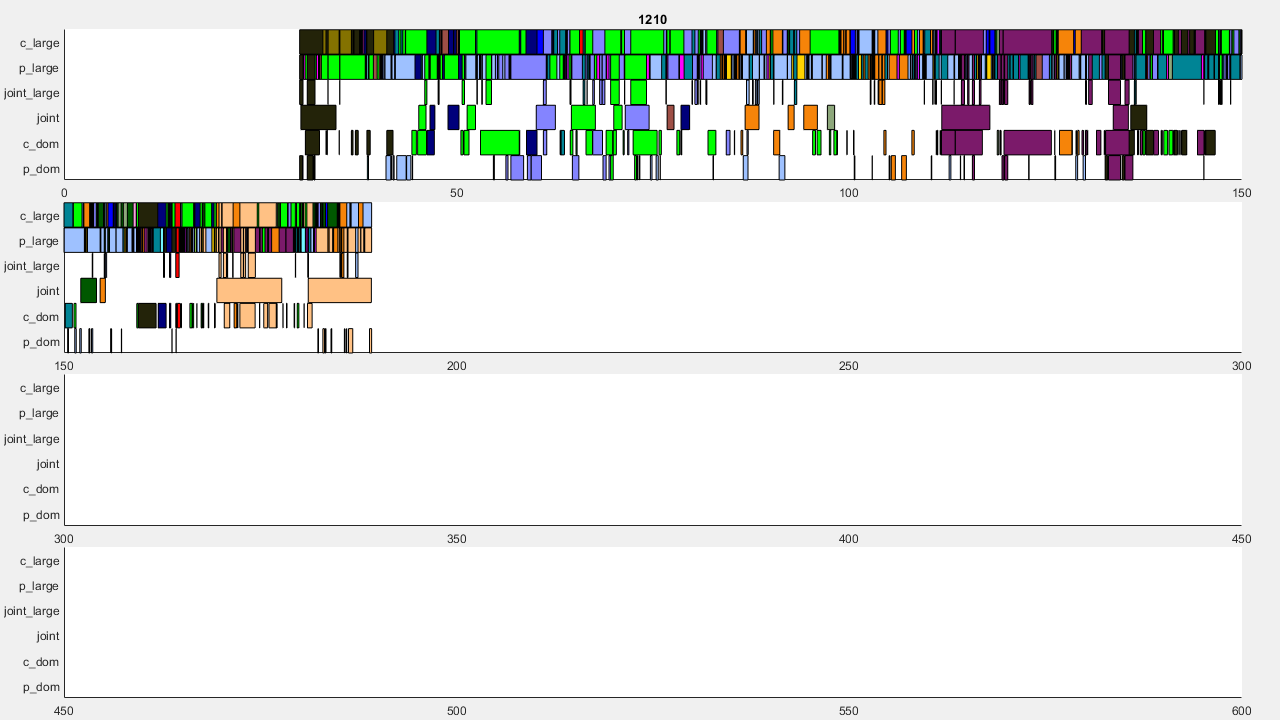 1210
c_large
p_large
joint_large
joint
c_dom
p_dom
0 50 100 150
c_large
p_large
joint_large
joint
c_dom
p_dom
150 200 250 300
c_large
p_large
joint_large
joint
c_dom
p_dom
300 350 400 450
c_large
p_large
joint_large
joint
c_dom
p_dom
450 500 550 600